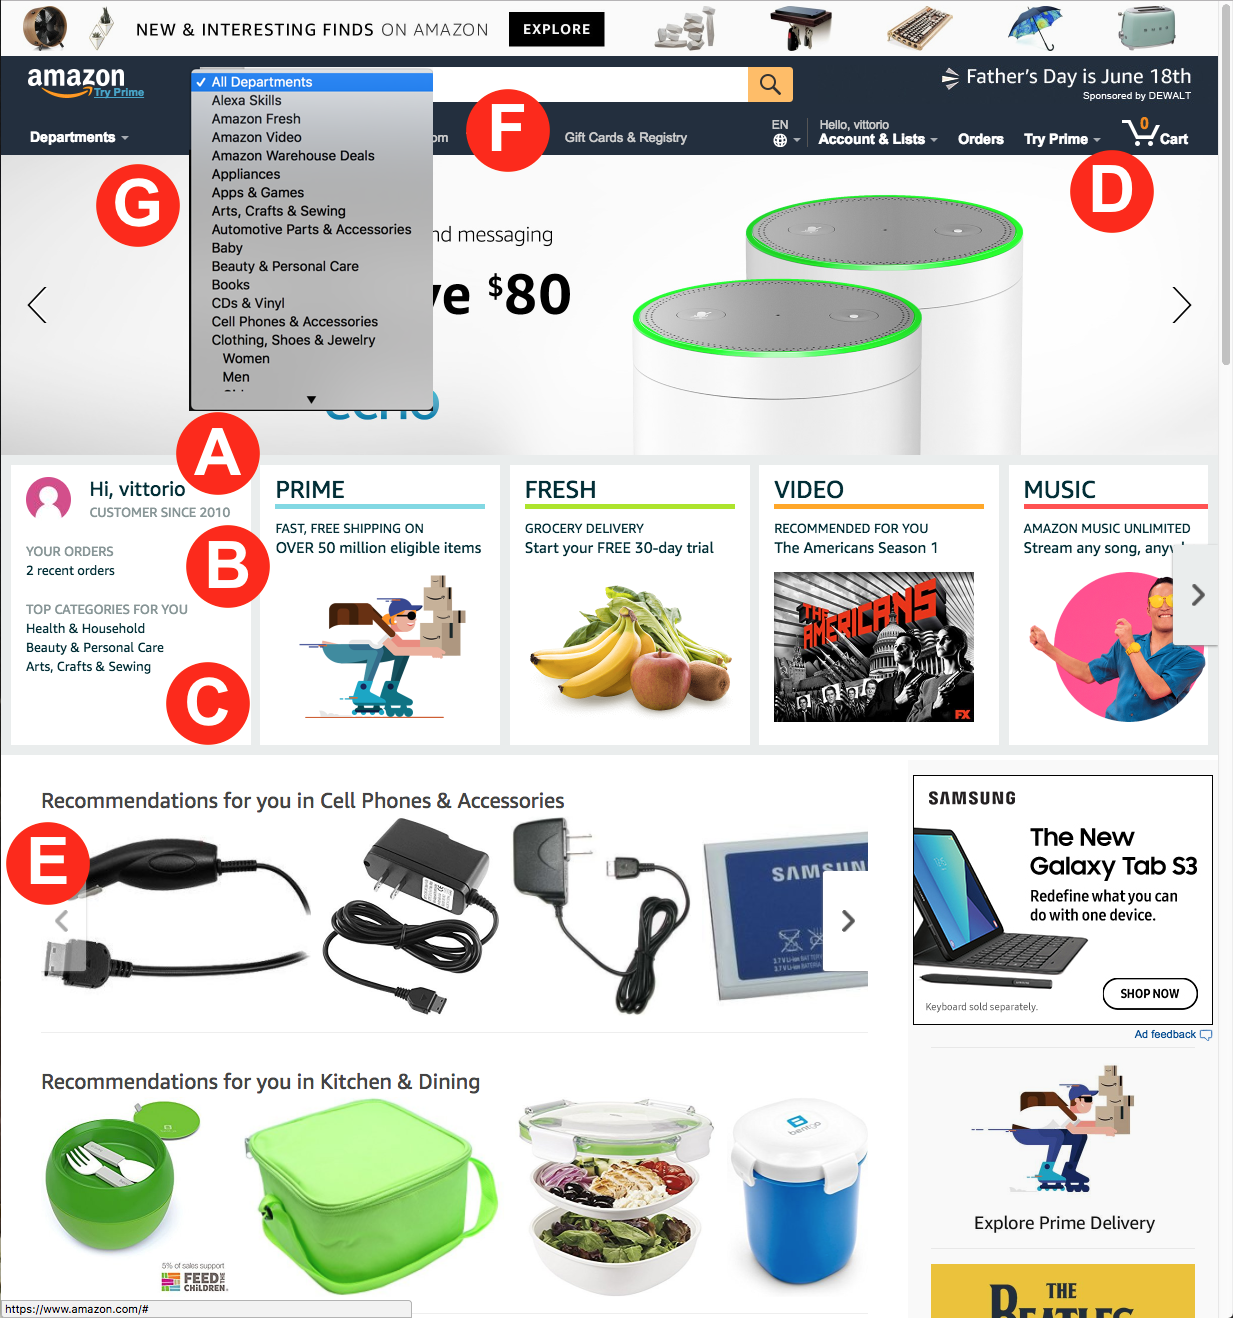 NEW & INTERESTING FINDS ON AMAZON
EXPLORE
amazon
Try Prime
Father's Day is June 18th
Sponsored by DEWALT
Departments
Gift Cards & Registry
EN
Hello, vittorio
Account & Lists
Orders
Try Prime
0
Cart
✓ All Departments
Alexa Skills
Amazon Fresh
Amazon Video
Amazon Warehouse Deals
Appliances
Apps & Games
Arts, Crafts & Sewing
Automotive Parts & Accessories
Baby
Beauty & Personal Care
Books
CDs & Vinyl
Cell Phones & Accessories
Clothing, Shoes & Jewelry
Women
Men
F
G
D
nd messaging
ve $80
echo
A
B
C
E
Hi, vittorio
CUSTOMER SINCE 2010
YOUR ORDERS
2 recent orders
TOP CATEGORIES FOR YOU
Health & Household
Beauty & Personal Care
Arts, Crafts & Sewing
PRIME
FAST, FREE SHIPPING ON
OVER 50 million eligible items
FRESH
GROCERY DELIVERY
Start your FREE 30-day trial
VIDEO
RECOMMENDED FOR YOU
The Americans Season 1
THE
AMERICANS
FX
MUSIC
AMAZON MUSIC UNLIMITED
Stream any song, anyw
Recommendations for you in Cell Phones & Accessories
SAMSUN
SAMSUNG
The New
Galaxy Tab S3
Redefine what you can
do with one device.
Keyboard sold separately.
SHOP NOW
Ad feedback
Recommendations for you in Kitchen & Dining
5% of sales support
FEED THE
CHILDREN
bentgo
Explore Prime Delivery
THE
BEATLES
https://www.amazon.com/#